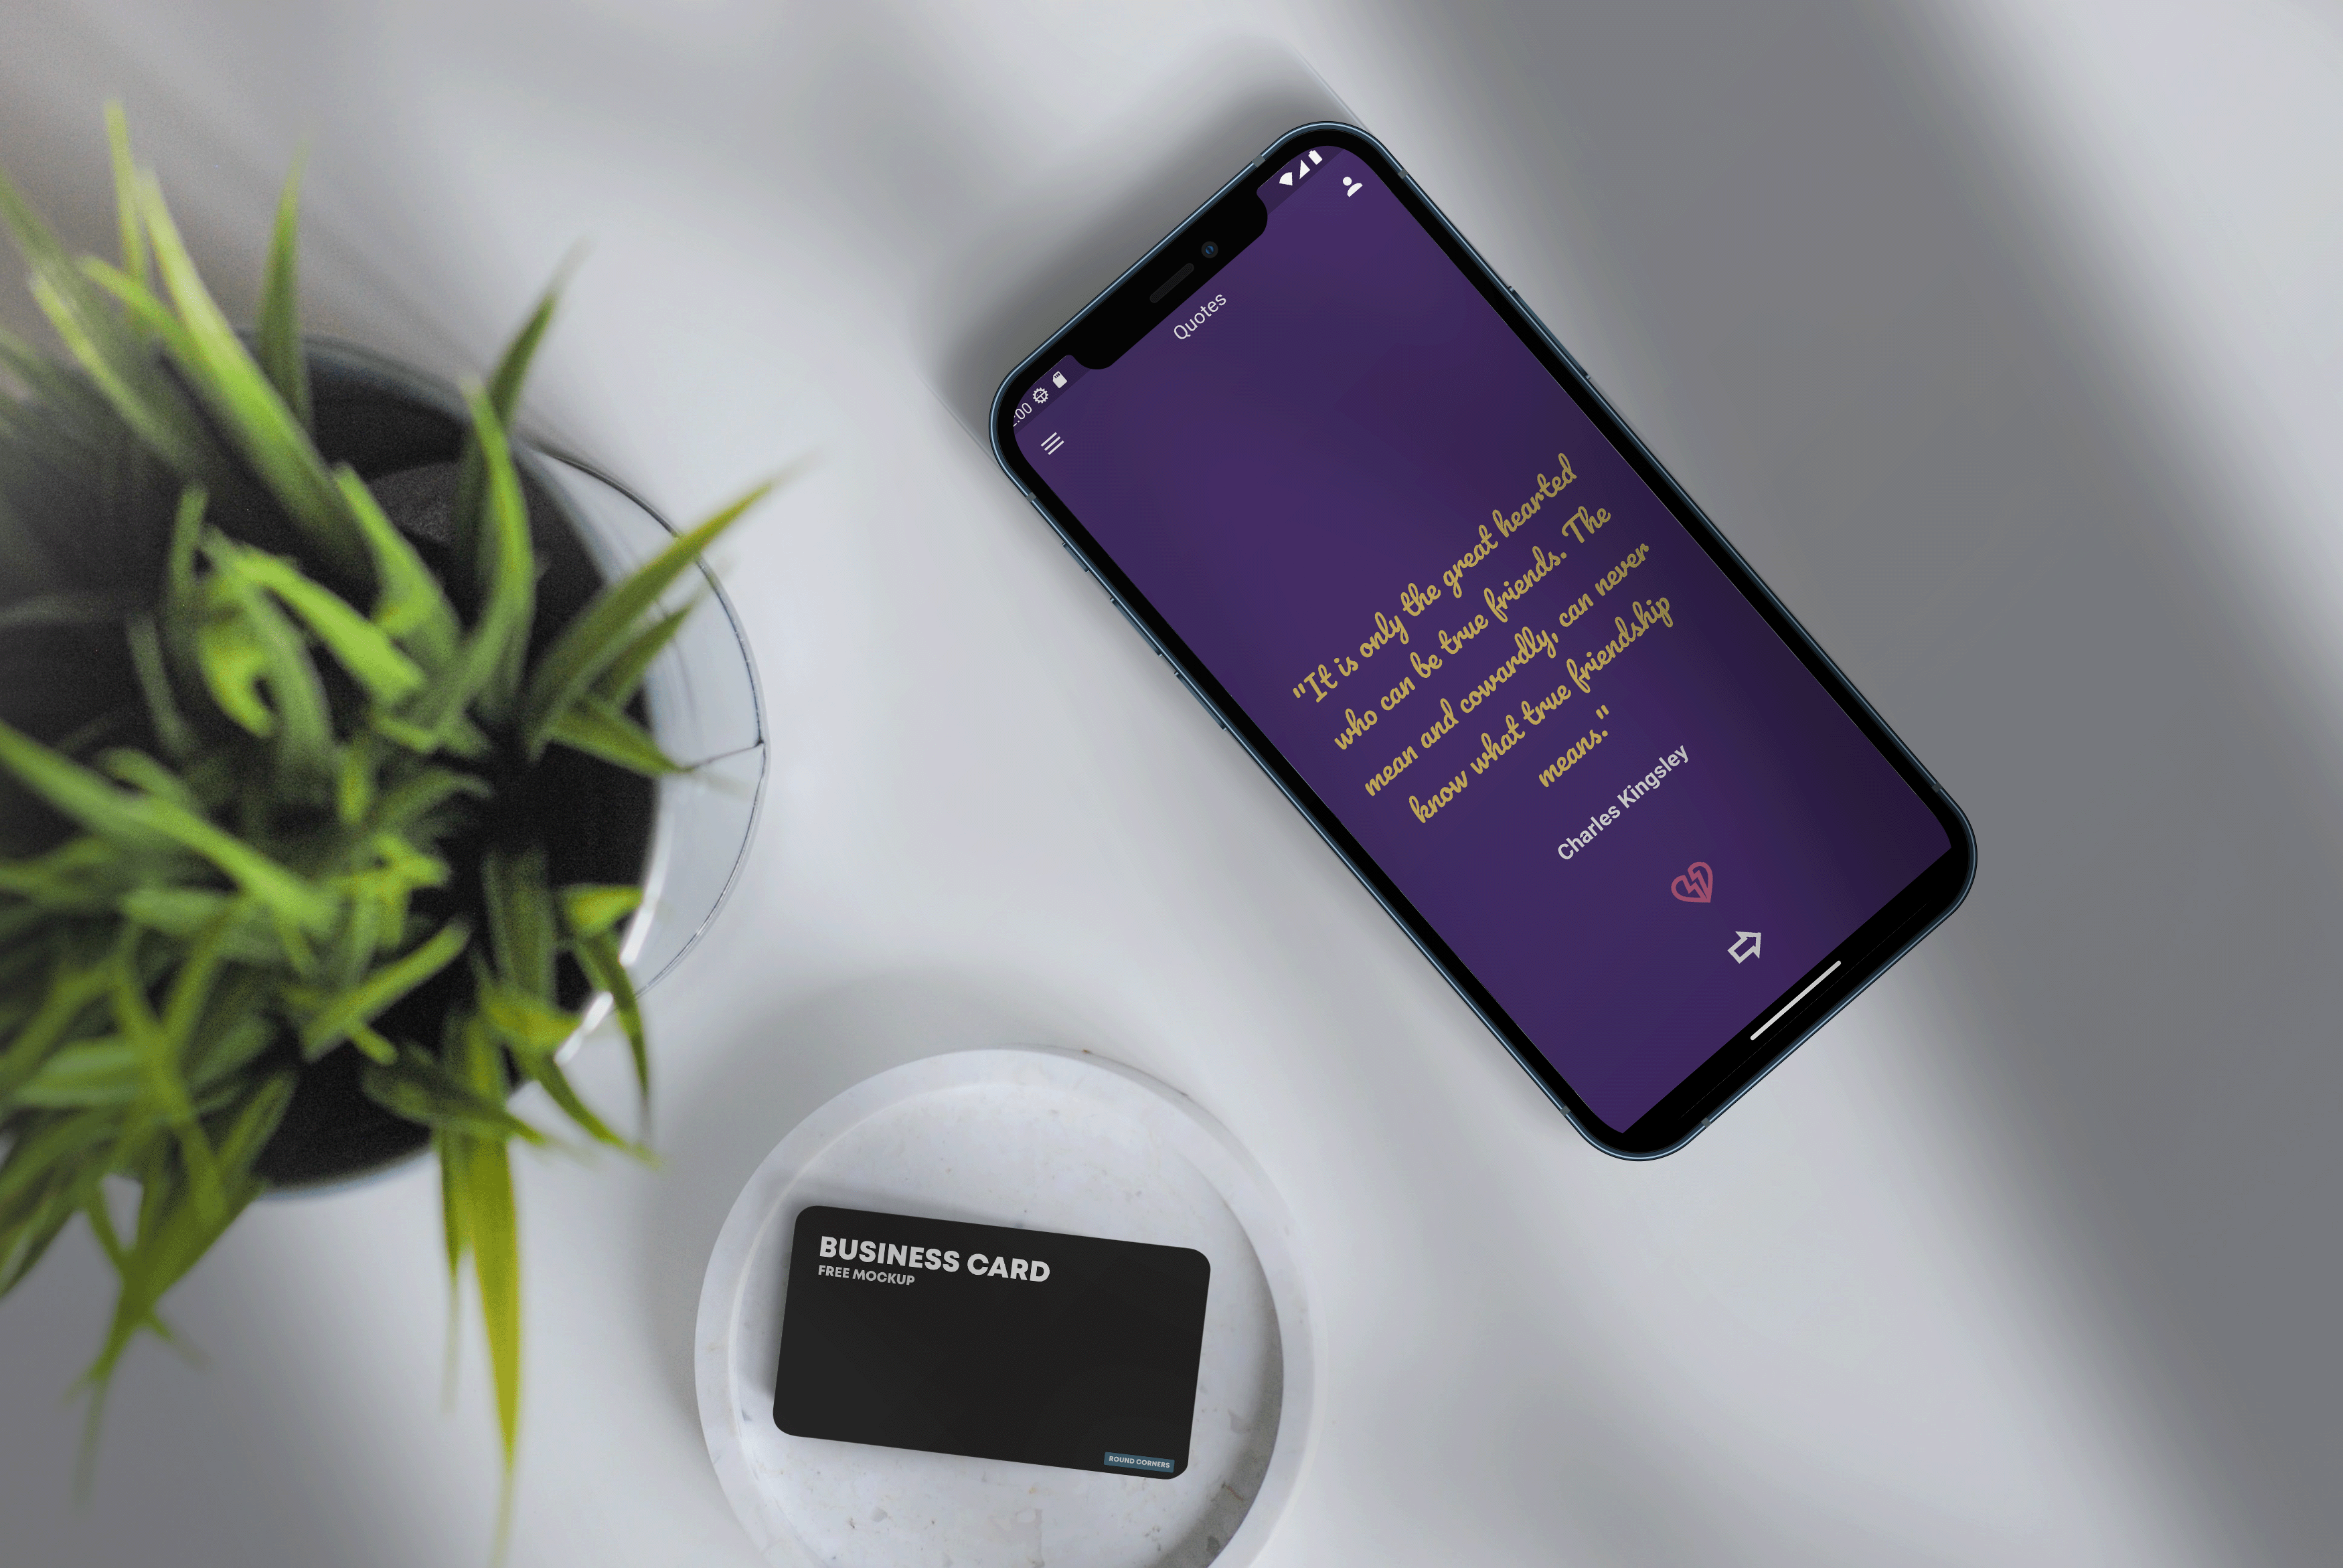 :00
Quotes
"It is only the great hearted
who can be true friends. The
mean and cowardly, can never
know what true friendship
means."
Charles Kingsley
BUSINESS CARD
FREE MOCKUP
ROUND CORNERS